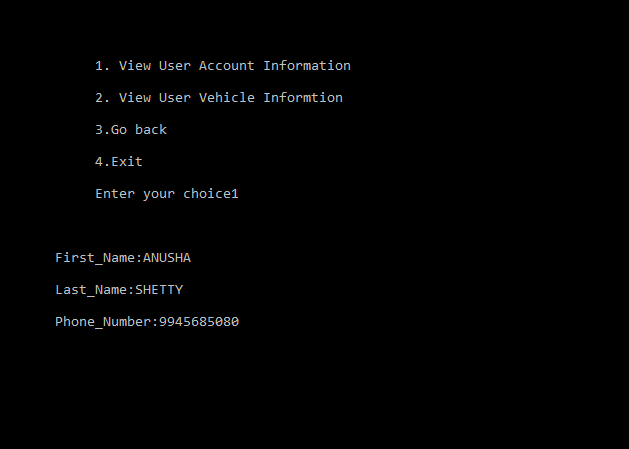 1. View User Account Information
2. View User Vehicle Informtion
3.Go back
4.Exit
Enter your choice1
First_Name:ANUSHA
Last_Name:SHETTY
Phone_Number:9945685080